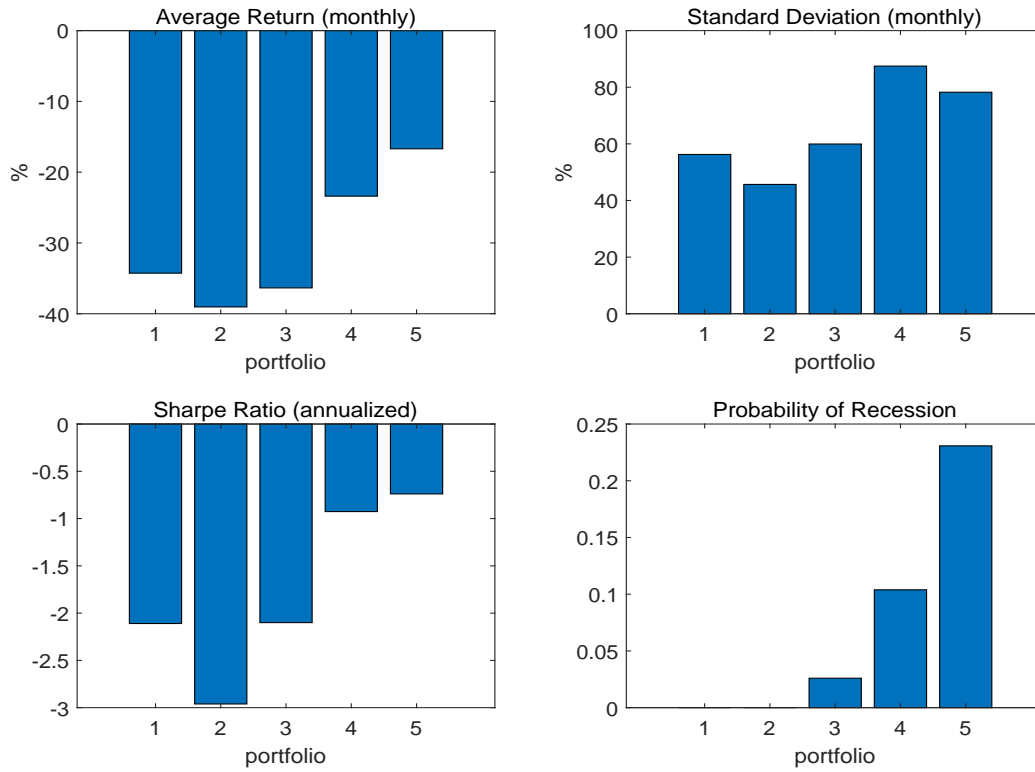 Average Return (monthly)
0
-10
-20
-30
-40
%
1 2 3 4 5
portfolio
Standard Deviation (monthly)
100
80
60
40
20
0
%
1 2 3 4 5
portfolio
Sharpe Ratio (annualized)
0
-0.5
-1
-1.5
-2
-2.5
-3
1 2 3 4 5
portfolio
Probability of Recession
0.25
0.2
0.15
0.1
0.05
0
1 2 3 4 5
portfolio